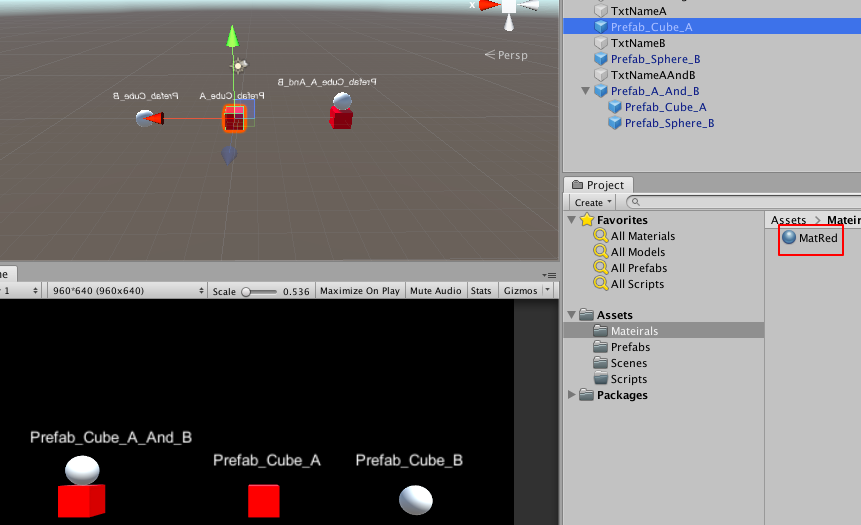 x
Persp
Prefab_Cube_A_And_B
Prefab_Cube_B
Prefab_Cube_A
TxtNameA
Prefab_Cube_A
TxtNameB
Prefab_Sphere_B
TxtNameAAndB
Prefab_A_And_B
Prefab_Cube_A
Prefab_Sphere_B
Project
Create
Favorites
All Materials
All Models
All Prefabs
All Scripts
Assets
Mateirals
Prefabs
Scenes
Scripts
Packages
Assets >
MatRed
1
960*640 (960x640)
Scale
0.536
Maximize On Play
Mute Audio
Stats
Gizmos
Prefab_Cube_A_And_B
Prefab_Cube_A
Prefab_Cube_B